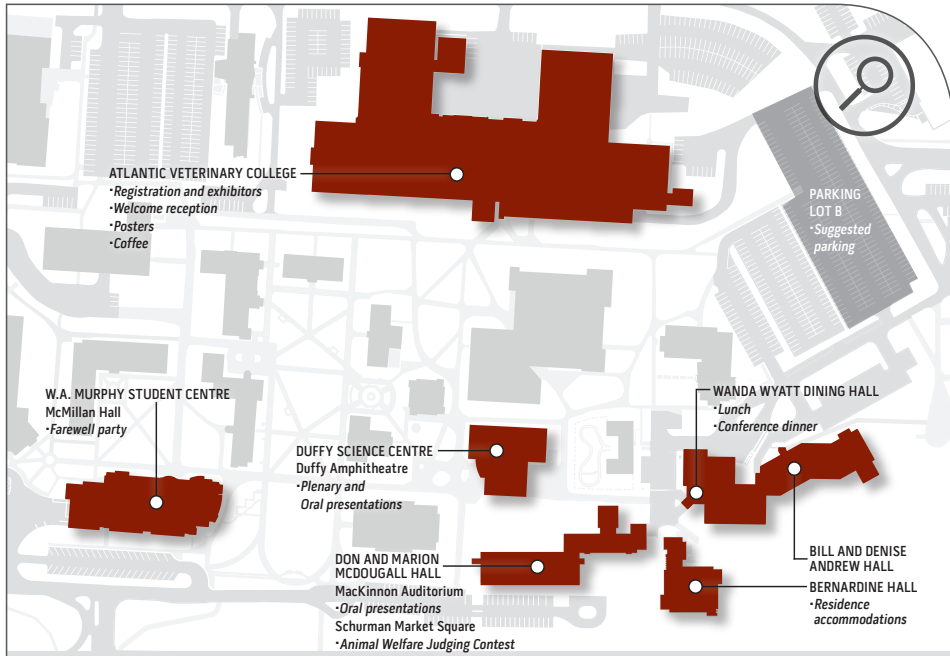 ATLANTIC VETERINARY COLLEGE
·Registration and exhibitors
·Welcome reception
·Posters
·Coffee
PARKING
LOT B
·Suggested
parking
W.A. MURPHY STUDENT CENTRE
McMillan Hall
·Farewell party
WANDA WYATT DINING HALL
·Lunch
·Conference dinner
DUFFY SCIENCE CENTRE
Duffy Amphitheatre
·Plenary and
Oral presentations
DON AND MARION
MCDOUGALL HALL
MacKinnon Auditorium
·Oral presentations
Schurman Market Square
·Animal Welfare Judging Contest
BILL AND DENISE
ANDREW HALL
BERNARDINE HALL
·Residence
accommodations